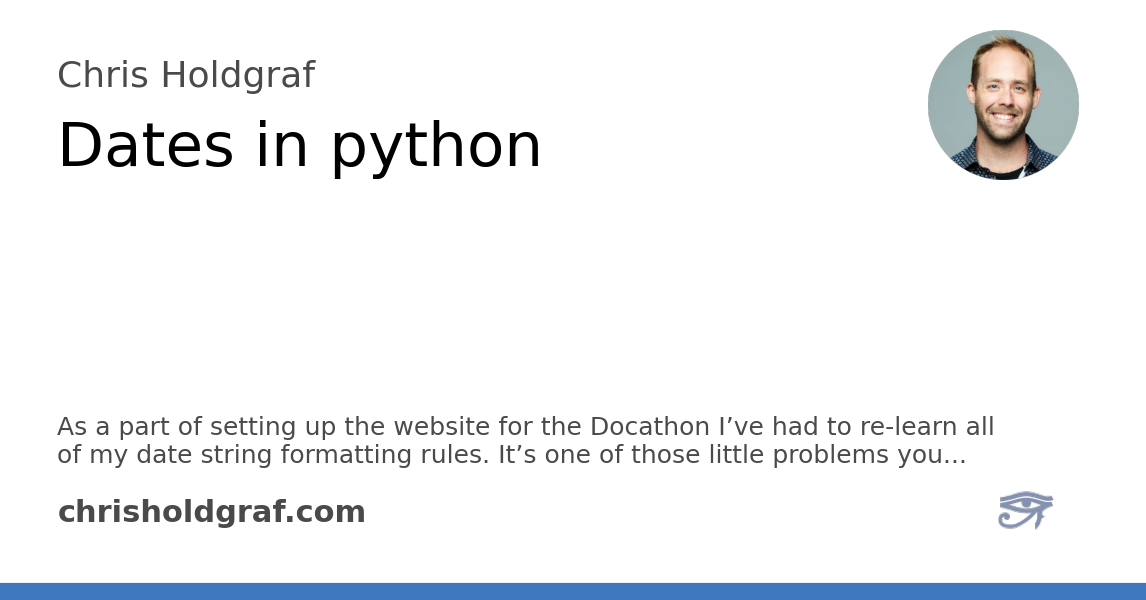 Chris Holdgraf
Dates in python
As a part of setting up the website for the Docathon I’ve had to re-learn all
of my date string formatting rules. It’s one of those little problems you...
chrisholdgraf.com